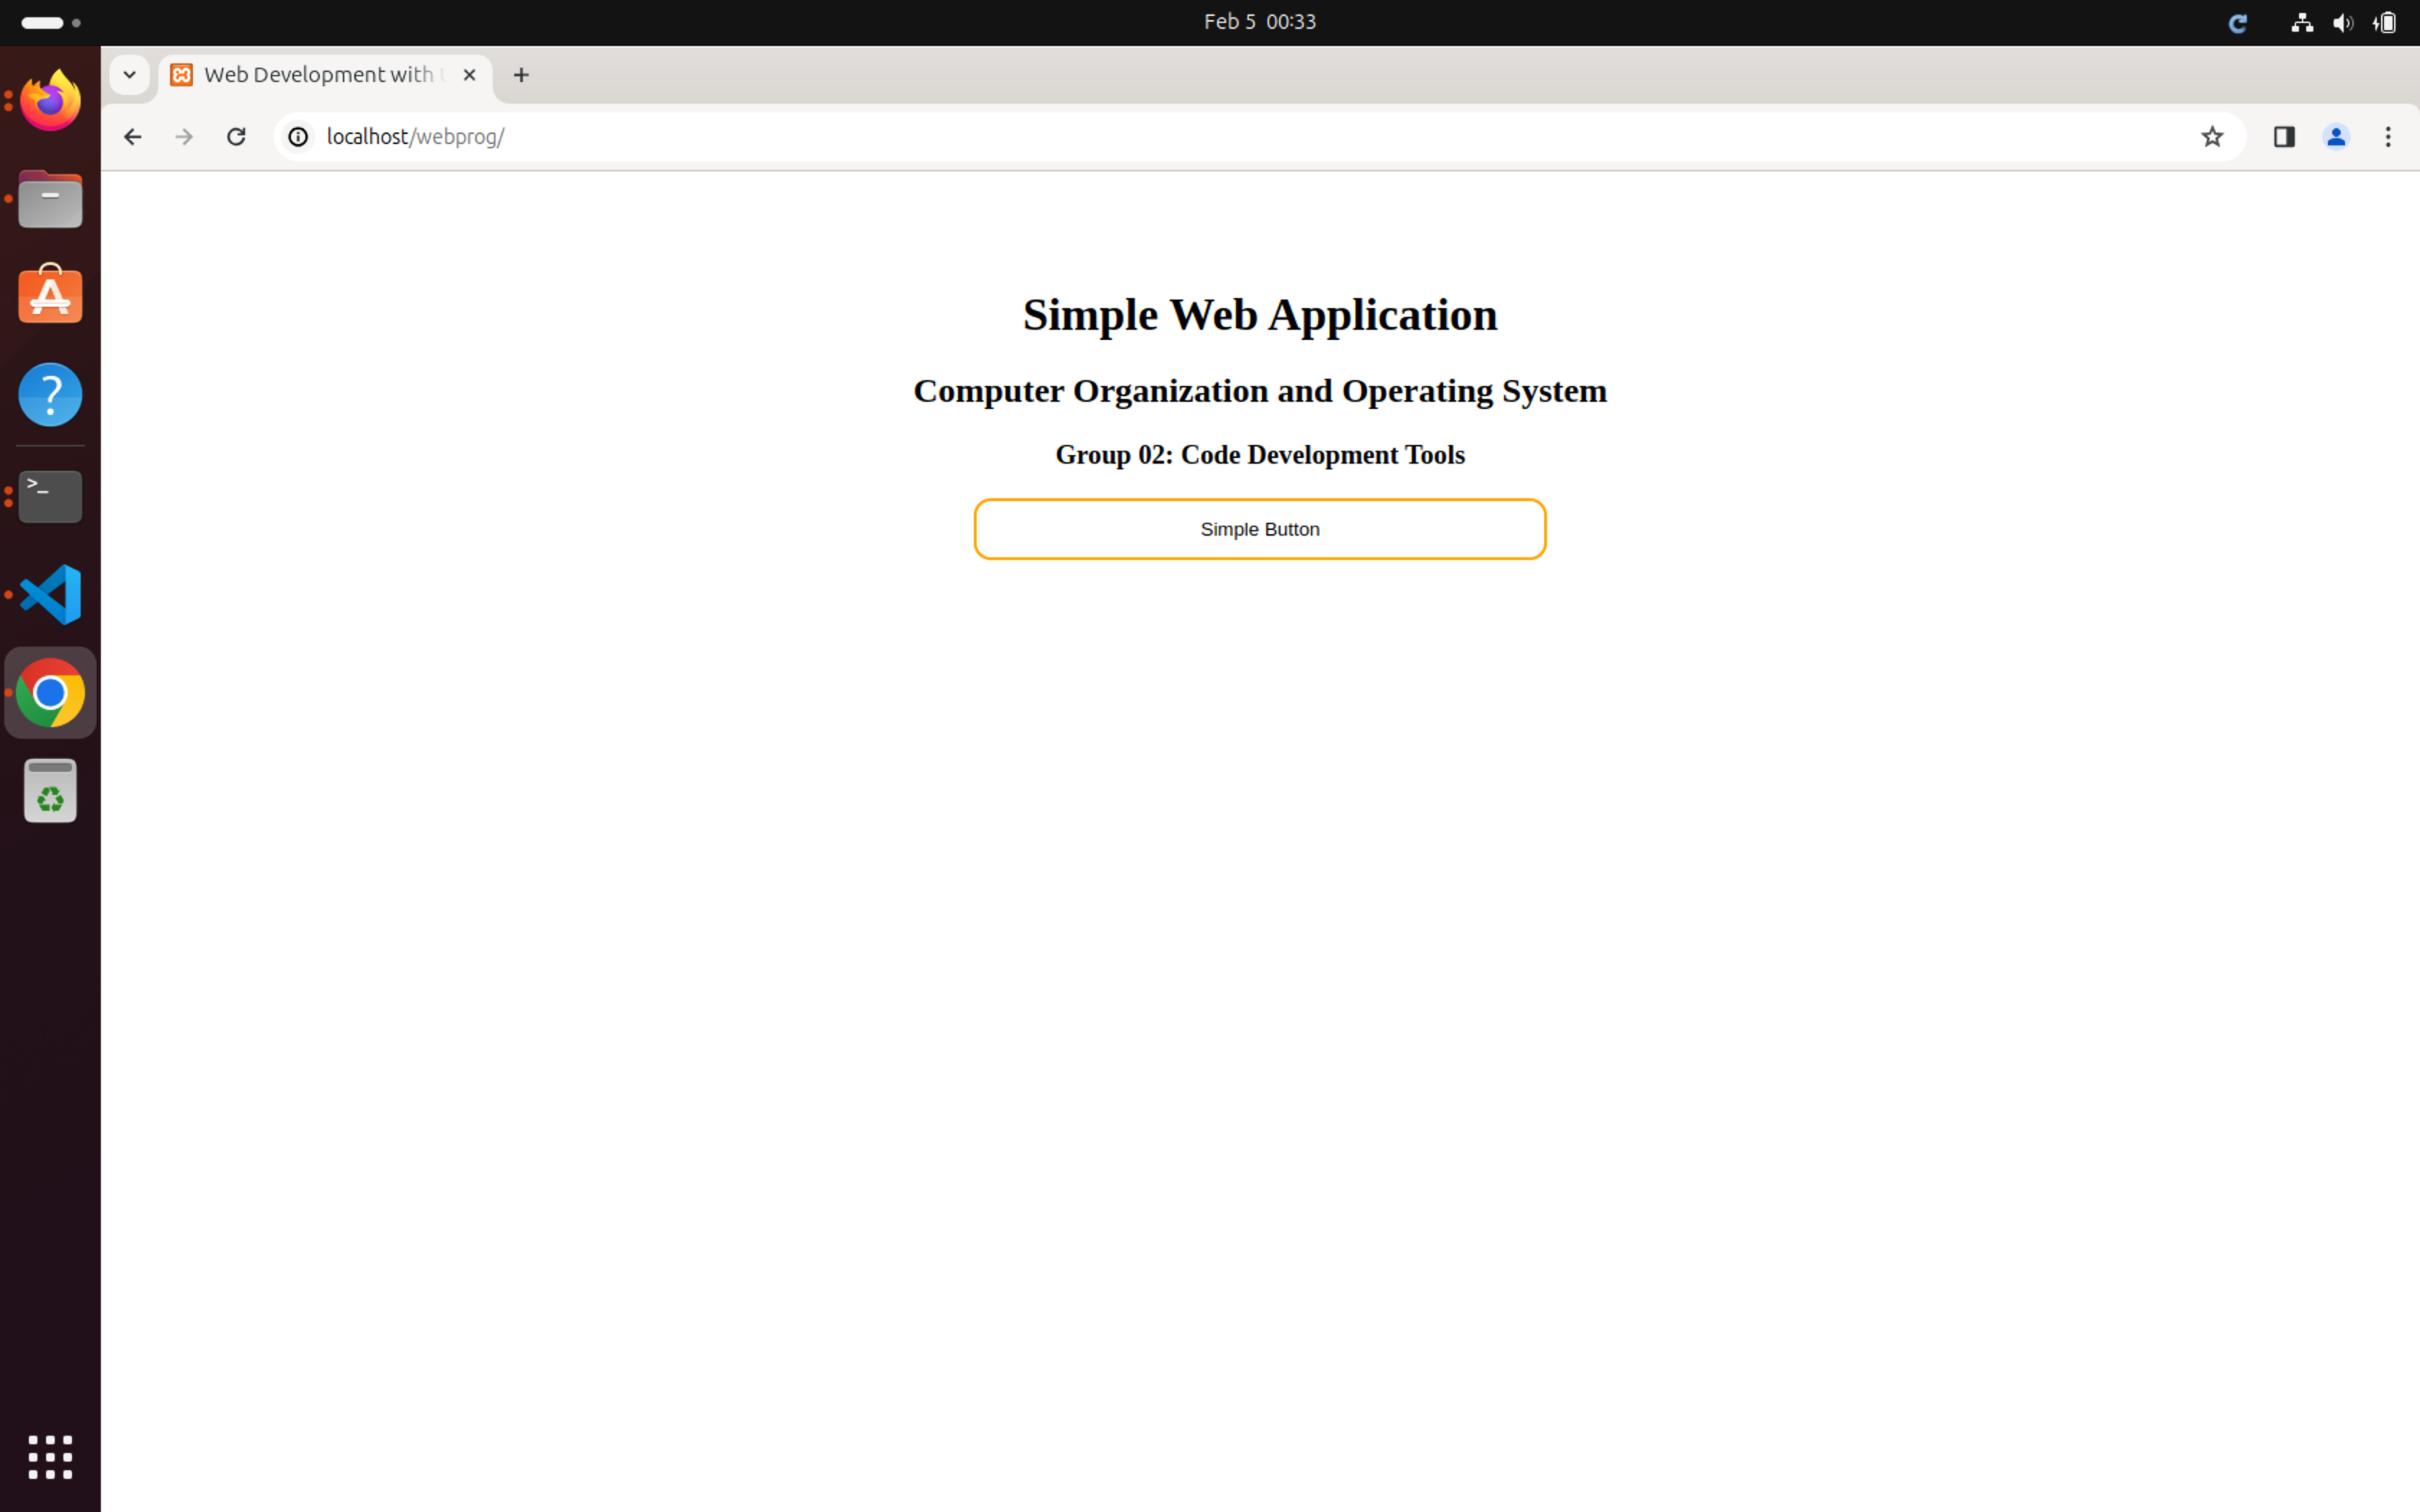 Feb 5 00:33
Web Development with
localhost/webprog/
Simple Web Application
Computer Organization and Operating System
Group 02: Code Development Tools
Simple Button